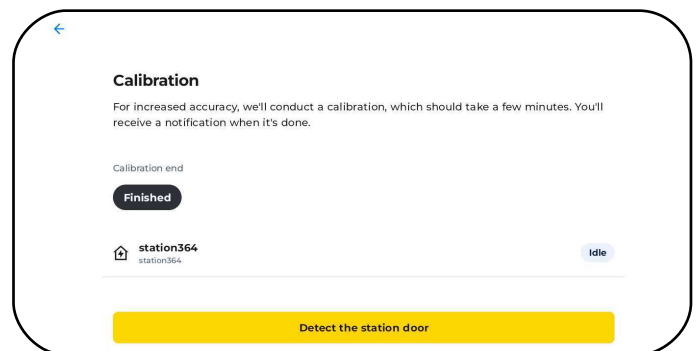 Calibration
For increased accuracy, we'll conduct a calibration, which should take a few minutes. You'll
receive a notification when it's done.
Calibration end
Finished
station364
station364
Idle
Detect the station door